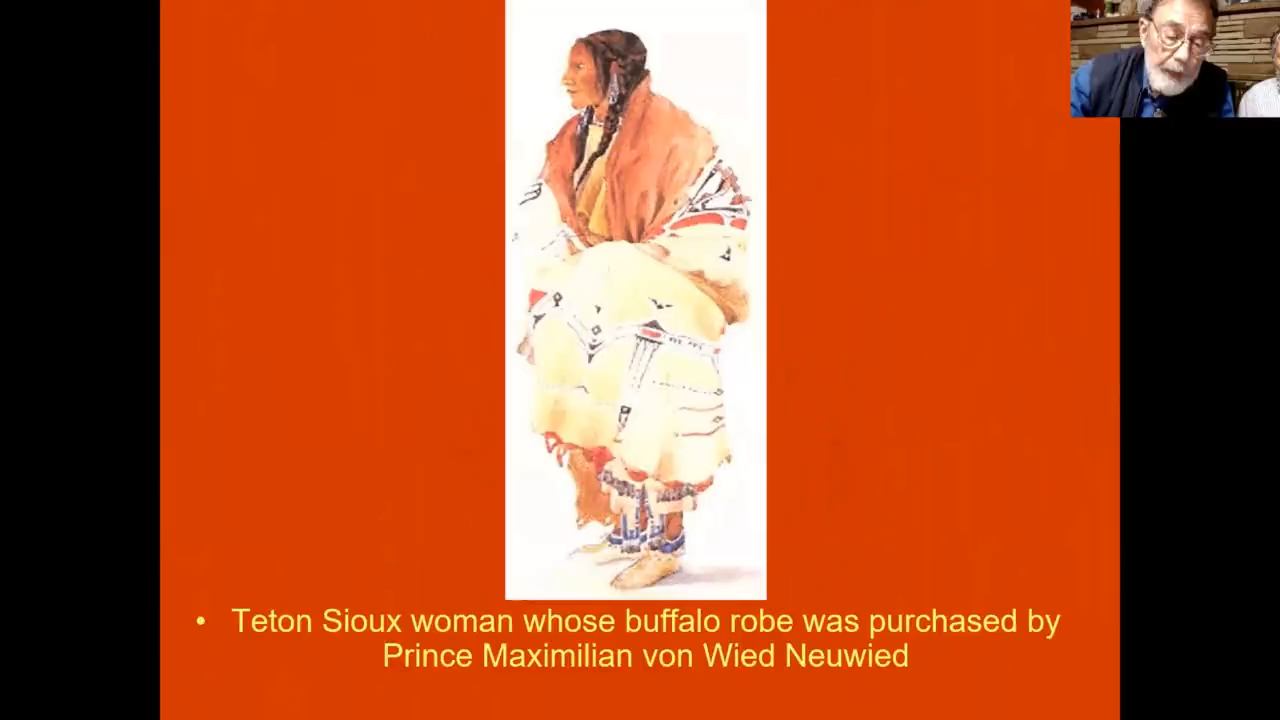 • Teton Sioux woman whose buffalo robe was purchased by
Prince Maximilian von Wied Neuwied